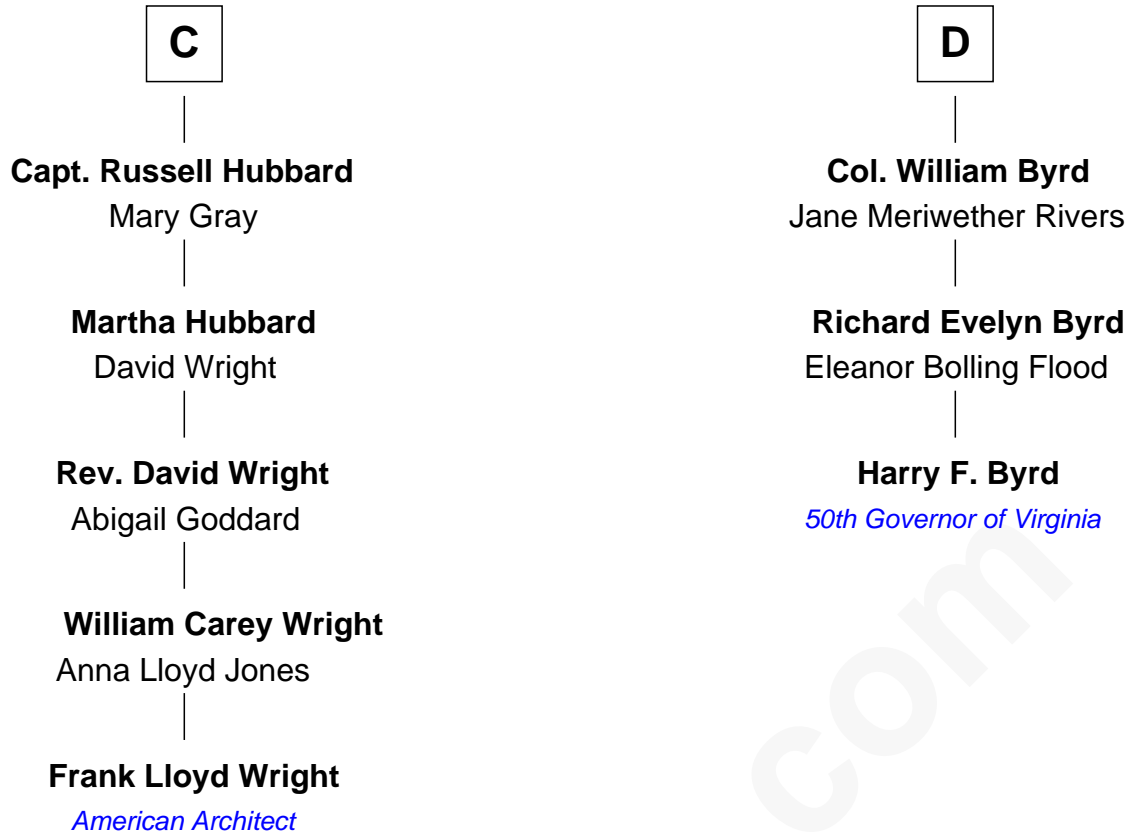 C
Capt. Russell Hubbard
Mary Gray
Martha Hubbard
David Wright
Rev. David Wright
Abigail Goddard
William Carey Wright
Anna Lloyd Jones
Frank Lloyd Wright
American Architect
D
Col. William Byrd
Jane Meriwether Rivers
Richard Evelyn Byrd
Eleanor Bolling Flood
Harry F. Byrd
50th Governor of Virginia
com